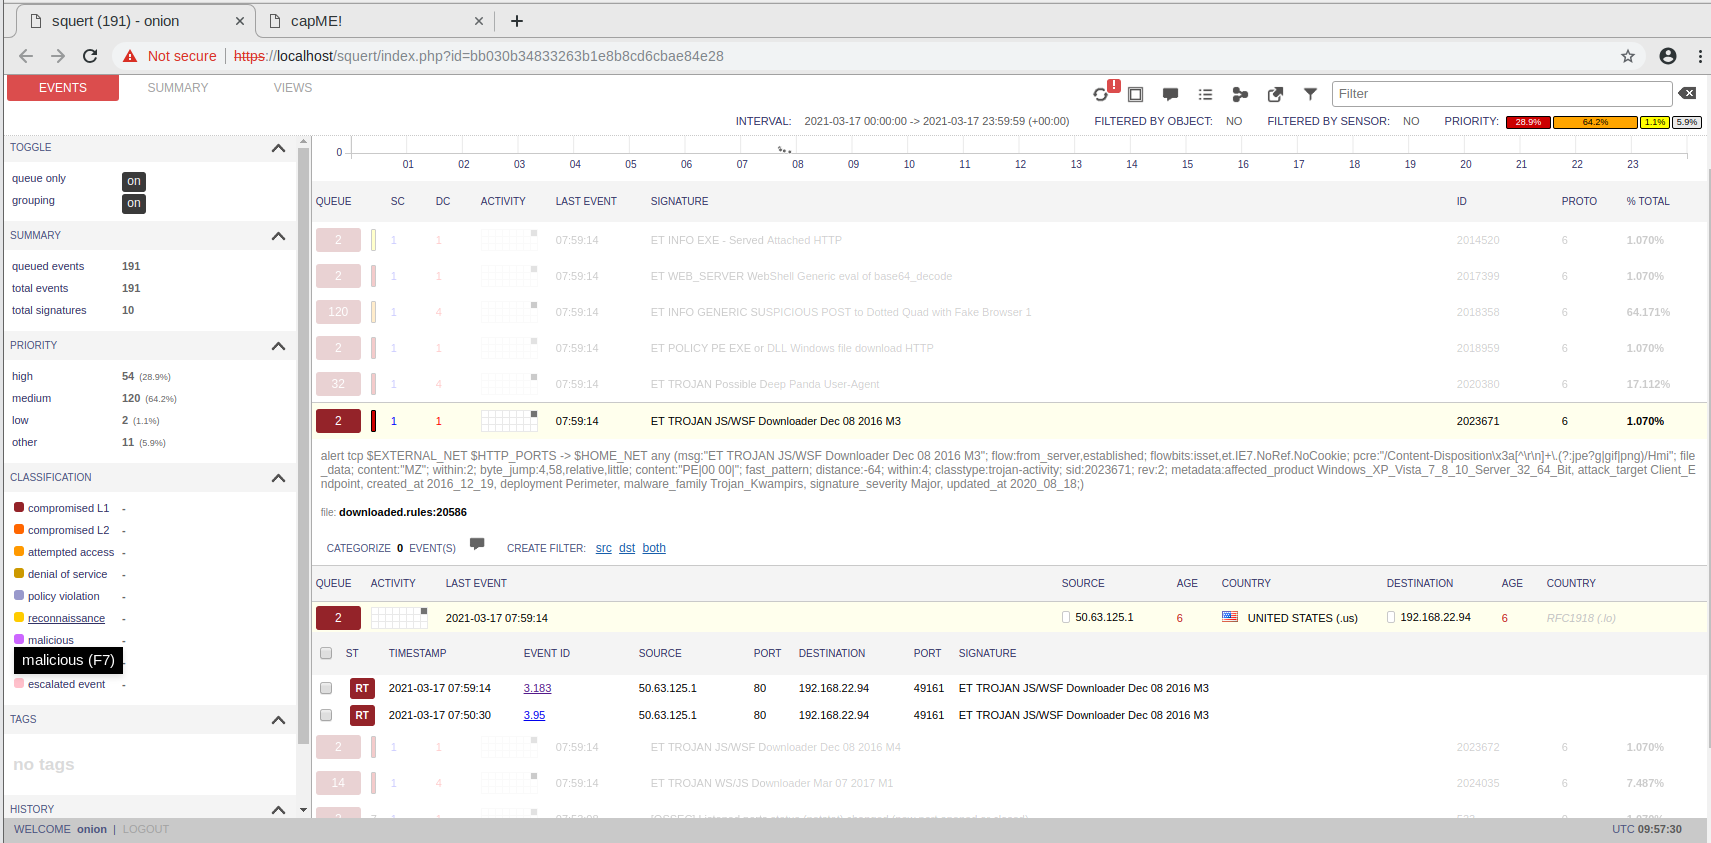 squert (191) - onion
capME!
Not secure https://localhost/squert/index.php?id=bb030b34833263b1e8b8cd6cbae84e28
EVENTS SUMMARY VIEWS
! Filter
INTERVAL: 2021-03-17 00:00:00 -> 2021-03-17 23:59:59 (+00:00) FILTERED BY OBJECT: NO FILTERED BY SENSOR: NO PRIORITY: 28.9% 64.2% 1.1% 5.9%
TOGGLE
queue only on
grouping on
SUMMARY
queued events 191
total events 191
total signatures 10
PRIORITY
high 54 (28.9%)
medium 120 (64.2%)
low 2 (1.1%)
other 11 (5.9%)
CLASSIFICATION
compromised L1 -
compromised L2 -
attempted access -
denial of service -
policy violation -
reconnaissance -
malicious -
malicious (F7) -
escalated event -
TAGS
no tags
HISTORY
0
01 02 03 04 05 06 07 08 09 10 11 12 13 14 15 16 17 18 19 20 21 22 23
QUEUE SC DC ACTIVITY LAST EVENT SIGNATURE ID PROTO % TOTAL
2 1 1 07:59:14 ET INFO EXE - Served Attached HTTP 2014520 6 1.070%
2 1 1 07:59:14 ET WEB_SERVER WebShell Generic eval of base64_decode 2017399 6 1.070%
120 1 4 07:59:14 ET INFO GENERIC SUSPICIOUS POST to Dotted Quad with Fake Browser 1 2018358 6 64.171%
2 1 1 07:59:14 ET POLICY PE EXE or DLL Windows file download HTTP 2018959 6 1.070%
32 1 4 07:59:14 ET TROJAN Possible Deep Panda User-Agent 2020380 6 17.112%
2 1 1 07:59:14 ET TROJAN JS/WSF Downloader Dec 08 2016 M3 2023671 6 1.070%
alert tcp $EXTERNAL_NET $HTTP_PORTS -> $HOME_NET any (msg:"ET TROJAN JS/WSF Downloader Dec 08 2016 M3"; flow:from_server,established; flowbits:isset,et.IE7.NoRef.NoCookie; pcre:"/Content-Disposition\x3a[^\r\n]+\.(?:jpe?g|gif|png)/Hmi"; file
_data; content:"MZ"; within:2; byte_jump:4,58,relative,little; content:"PE|00 00|"; fast_pattern; distance:-64; within:4; classtype:trojan-activity; sid:2023671; rev:2; metadata:affected_product Windows_XP_Vista_7_8_10_Server_32_64_Bit, attack_target Client_E
ndpoint, created_at 2016_12_19, deployment Perimeter, malware_family Trojan_Kwampirs, signature_severity Major, updated_at 2020_08_18;)
file: downloaded.rules:20586
CATEGORIZE 0 EVENT(S) CREATE FILTER: src dst both
QUEUE ACTIVITY LAST EVENT SOURCE AGE COUNTRY DESTINATION AGE COUNTRY
2 2021-03-17 07:59:14 50.63.125.1 6 UNITED STATES (.us) 192.168.22.94 6 RFC1918 (.lo)
ST TIMESTAMP EVENT ID SOURCE PORT DESTINATION PORT SIGNATURE
RT 2021-03-17 07:59:14 3.183 50.63.125.1 80 192.168.22.94 49161 ET TROJAN JS/WSF Downloader Dec 08 2016 M3
RT 2021-03-17 07:50:30 3.95 50.63.125.1 80 192.168.22.94 49161 ET TROJAN JS/WSF Downloader Dec 08 2016 M3
2 1 1 07:59:14 ET TROJAN JS/WSF Downloader Dec 08 2016 M4 2023672 6 1.070%
14 1 4 07:59:14 ET TROJAN WS/JS Downloader Mar 07 2017 M1 2024035 6 7.487%
WELCOME onion | LOGOUT
UTC 09:57:30